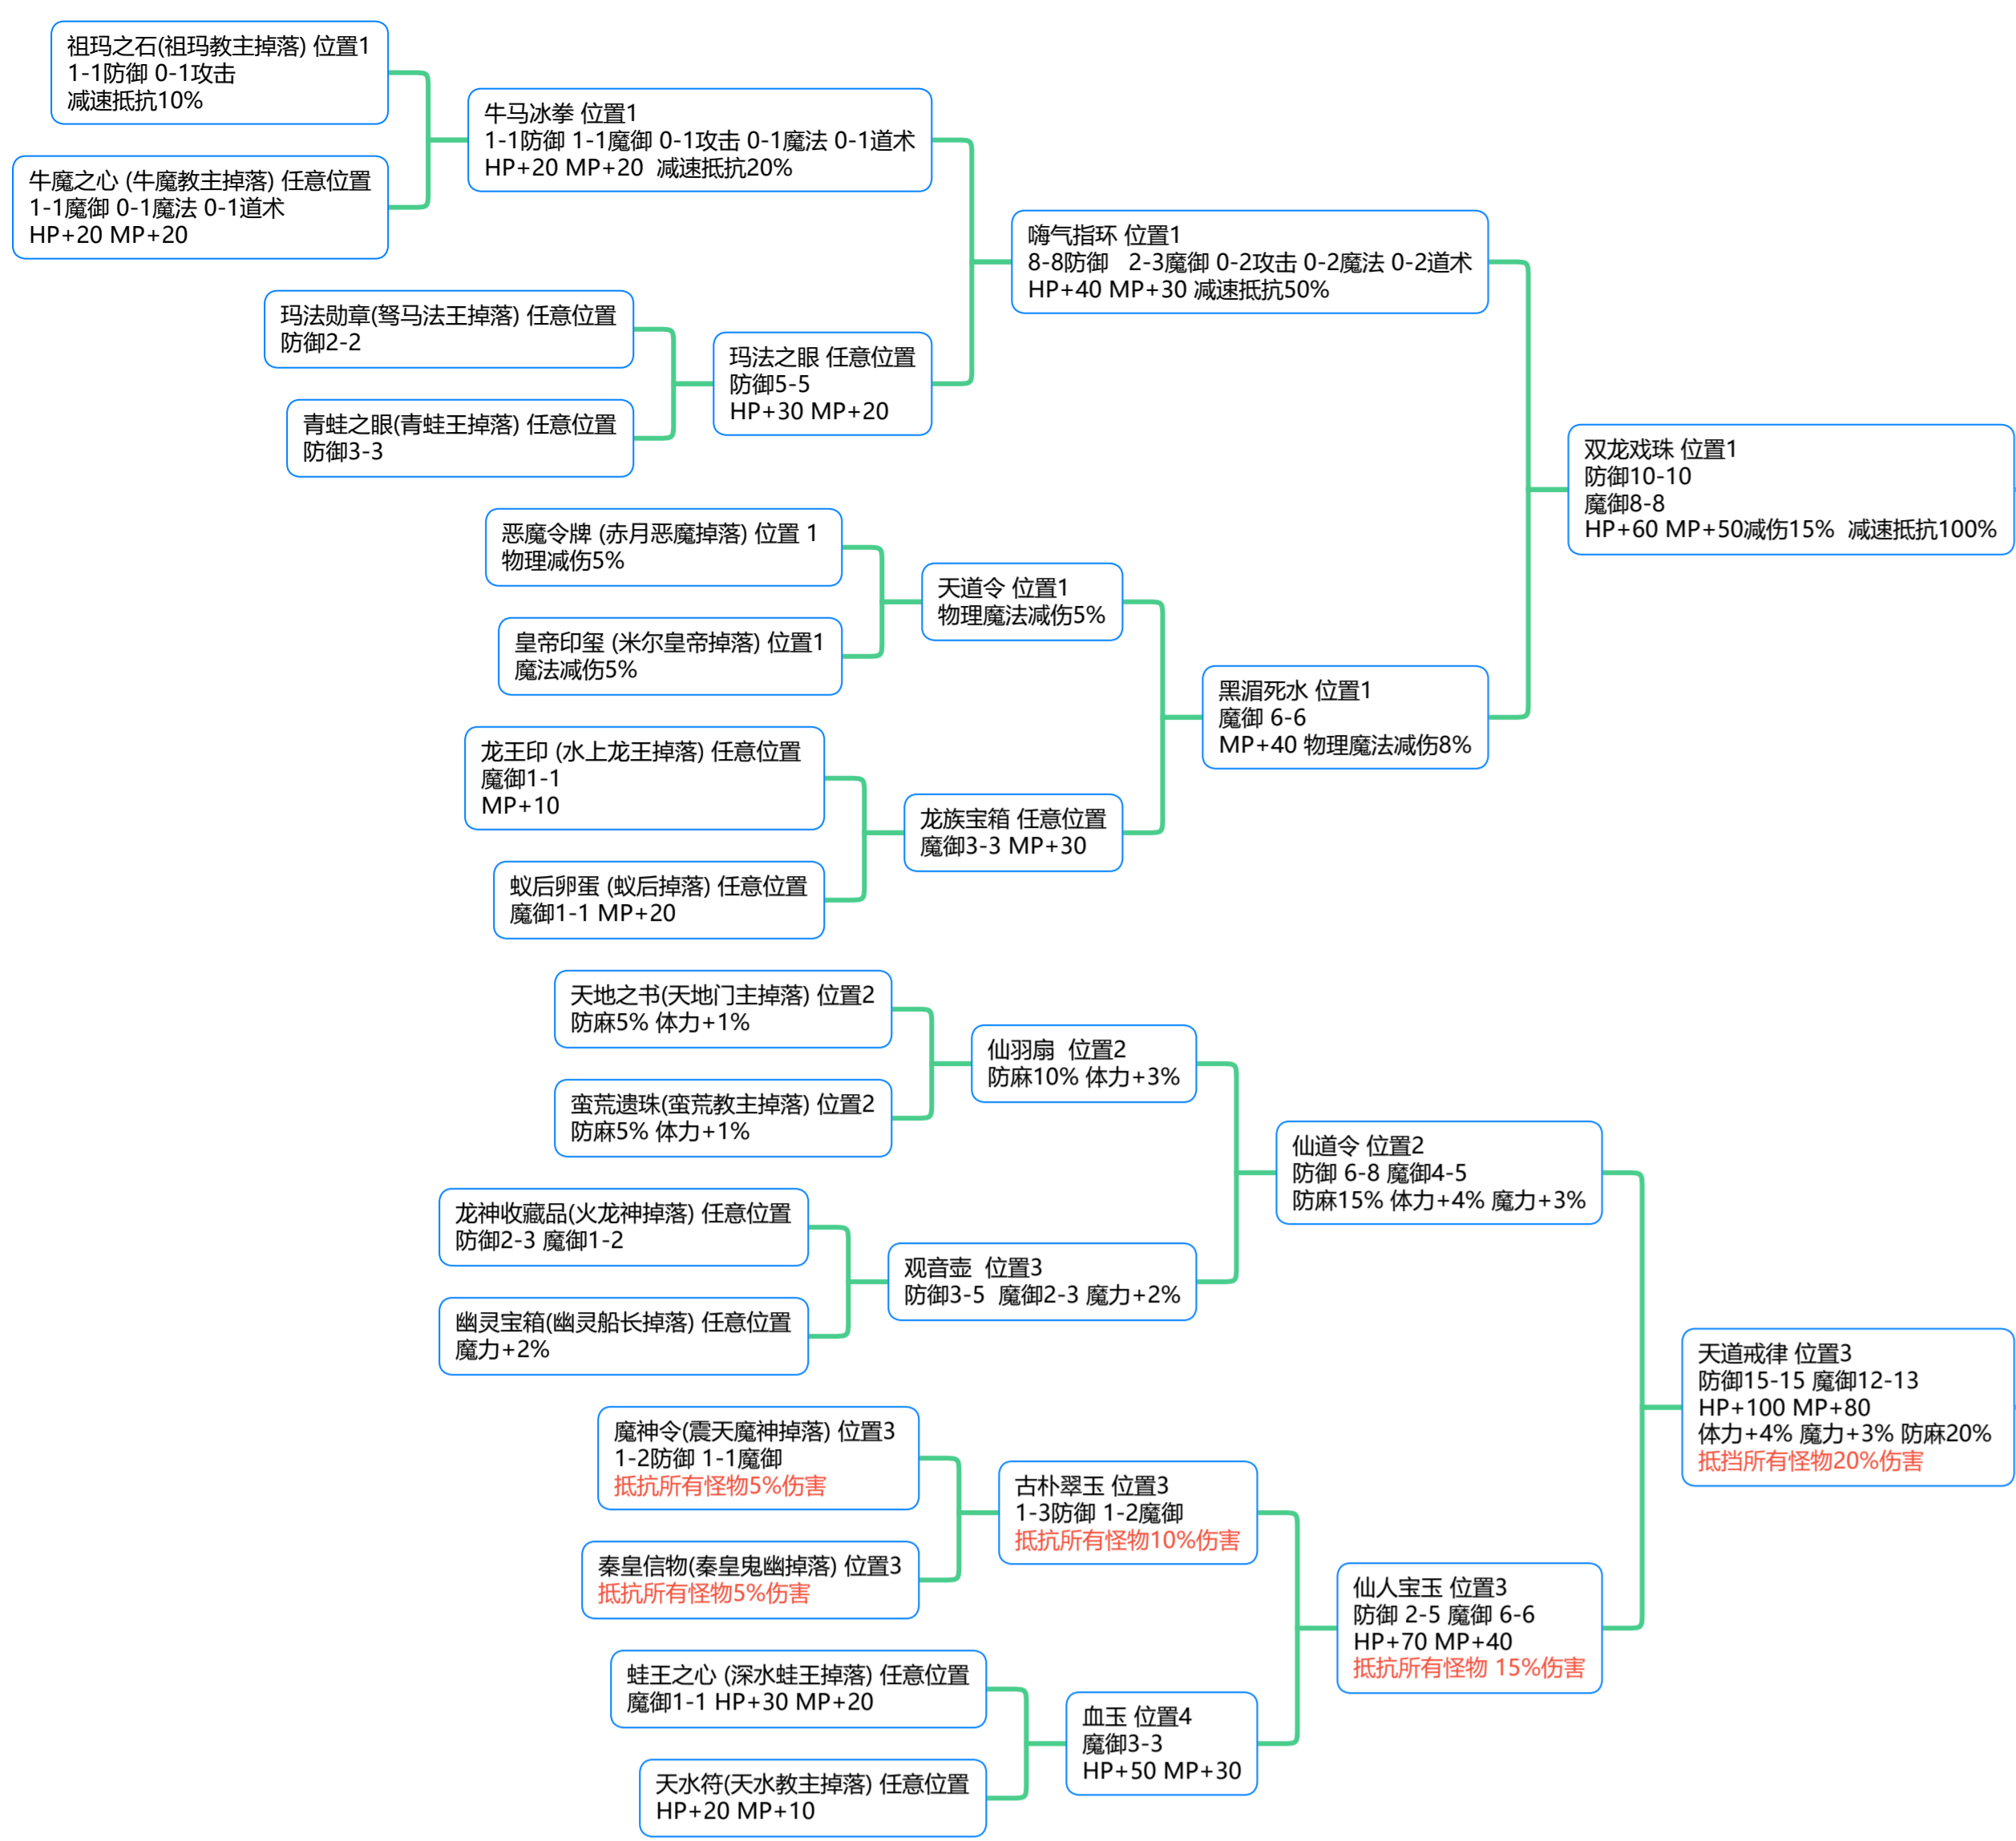 祖玛之石(祖玛教主掉落) 位置1
1-1防御 0-1攻击
减速抵抗10%
牛魔之心 (牛魔教主掉落) 任意位置
1-1魔御 0-1魔法 0-1道术
HP+20 MP+20
牛马冰拳 位置1
1-1防御 1-1魔御 0-1攻击 0-1魔法 0-1道术
HP+20 MP+20 减速抵抗20%
玛法勋章(驽马法王掉落) 任意位置
防御2-2
青蛙之眼(青蛙王掉落) 任意位置
防御3-3
玛法之眼 任意位置
防御5-5
HP+30 MP+20
嗨气指环 位置1
8-8防御 2-3魔御 0-2攻击 0-2魔法 0-2道术
HP+40 MP+30 减速抵抗50%
恶魔令牌 (赤月恶魔掉落) 位置 1
物理减伤5%
皇帝印玺 (米尔皇帝掉落) 位置1
魔法减伤5%
天道令 位置1
物理魔法减伤5%
龙王印 (水上龙王掉落) 任意位置
魔御1-1
MP+10
蚁后卵蛋 (蚁后掉落) 任意位置
魔御1-1 MP+20
龙族宝箱 任意位置
魔御3-3 MP+30
黑湄死水 位置1
魔御 6-6
MP+40 物理魔法减伤8%
双龙戏珠 位置1
防御10-10
魔御8-8
HP+60 MP+50减伤15% 减速抵抗100%
天地之书(天地门主掉落) 位置2
防麻5% 体力+1%
蛮荒遗珠(蛮荒教主掉落) 位置2
防麻5% 体力+1%
仙羽扇 位置2
防麻10% 体力+3%
龙神收藏品(火龙神掉落) 任意位置
防御2-3 魔御1-2
幽灵宝箱(幽灵船长掉落) 任意位置
魔力+2%
观音壶 位置3
防御3-5 魔御2-3 魔力+2%
仙道令 位置2
防御 6-8 魔御4-5
防麻15% 体力+4% 魔力+3%
魔神令(震天魔神掉落) 位置3
1-2防御 1-1魔御
抵抗所有怪物5%伤害
秦皇信物(秦皇鬼幽掉落) 位置3
抵抗所有怪物5%伤害
古朴翠玉 位置3
1-3防御 1-2魔御
抵抗所有怪物10%伤害
蛙王之心 (深水蛙王掉落) 任意位置
魔御1-1 HP+30 MP+20
天水符(天水教主掉落) 任意位置
HP+20 MP+10
血玉 位置4
魔御3-3
HP+50 MP+30
仙人宝玉 位置3
防御 2-5 魔御 6-6
HP+70 MP+40
抵抗所有怪物 15%伤害
天道戒律 位置3
防御15-15 魔御12-13
HP+100 MP+80
体力+4% 魔力+3% 防麻20%
抵挡所有怪物20%伤害